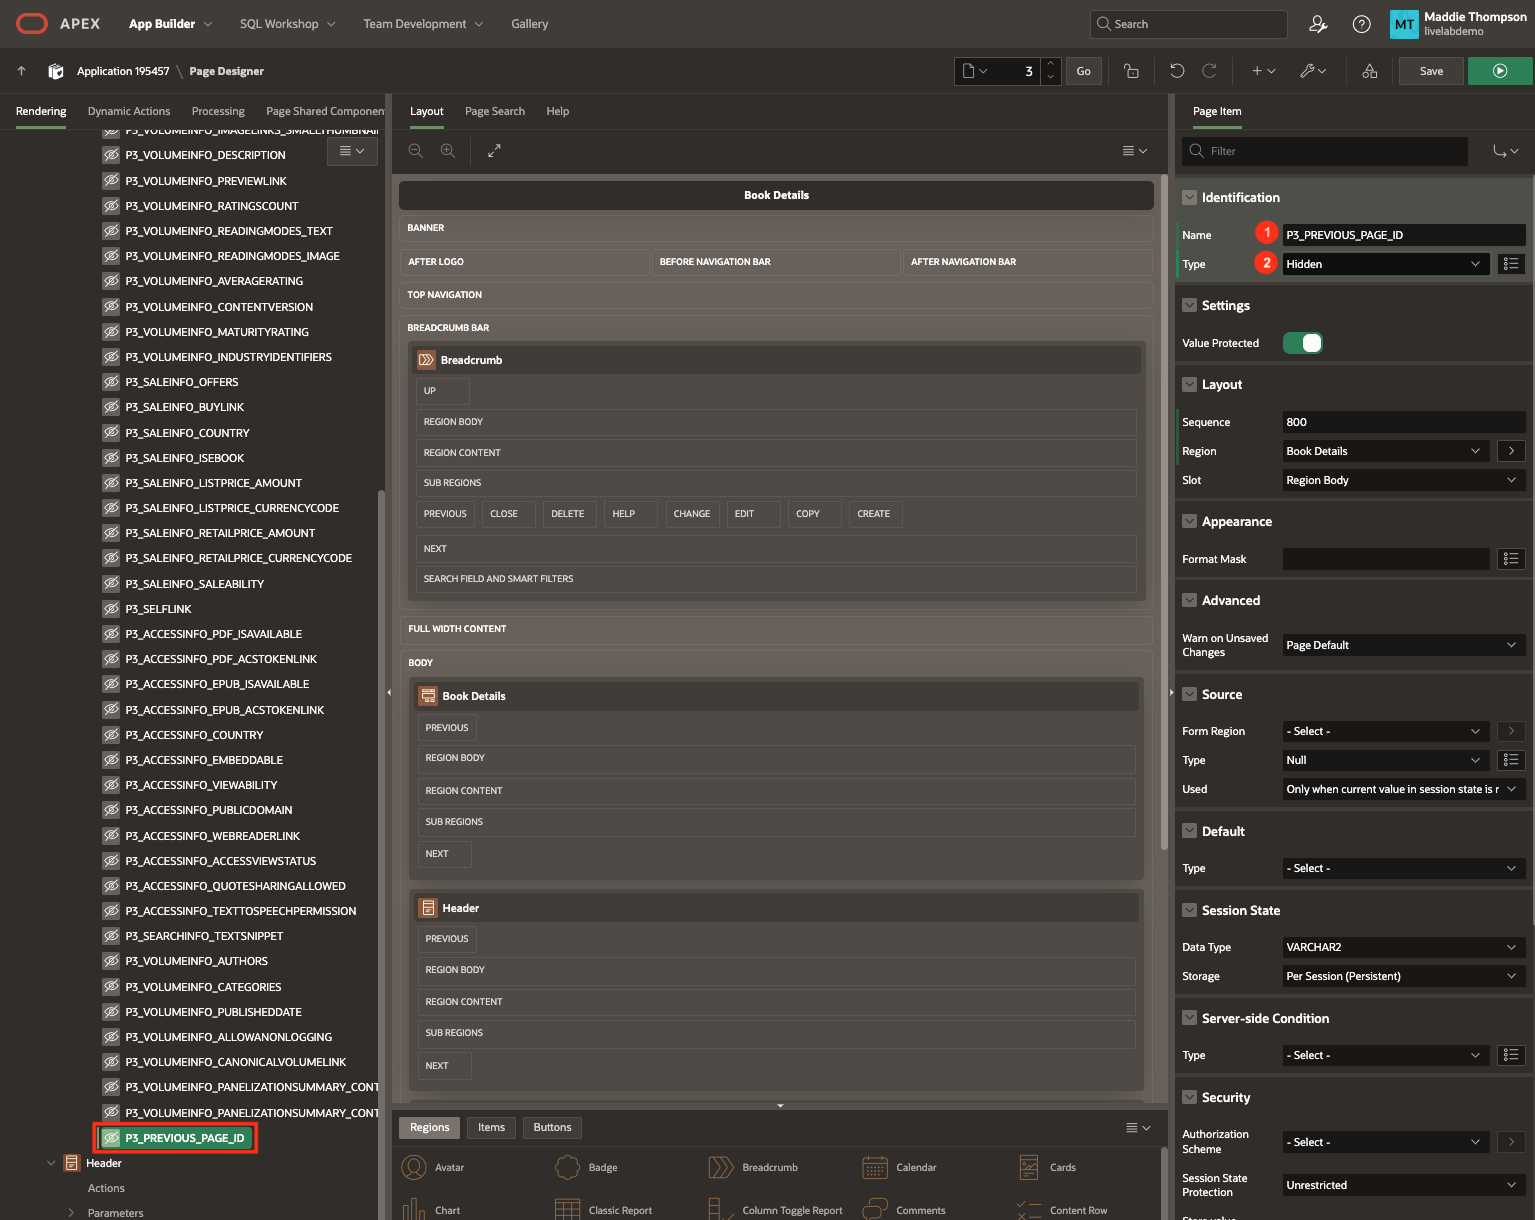 APEX
App Builder
SQL Workshop
Team Development
Gallery
Search
MT
Maddie Thompson
livelabdemo
Application 195457 \ Page Designer
3
Go
Save
Rendering
Dynamic Actions
Processing
Page Shared Componen
P3_VOLUMEINFO_IMAGELINKS_SMALLTHUMBNAI
P3_VOLUMEINFO_DESCRIPTION
P3_VOLUMEINFO_PREVIEWLINK
P3_VOLUMEINFO_RATINGSCOUNT
P3_VOLUMEINFO_READINGMODES_TEXT
P3_VOLUMEINFO_READINGMODES_IMAGE
P3_VOLUMEINFO_AVERAGERATING
P3_VOLUMEINFO_CONTENTVERSION
P3_VOLUMEINFO_MATURITYRATING
P3_VOLUMEINFO_INDUSTRYIDENTIFIERS
P3_SALEINFO_OFFERS
P3_SALEINFO_BUYLINK
P3_SALEINFO_COUNTRY
P3_SALEINFO_ISEBOOK
P3_SALEINFO_LISTPRICE_AMOUNT
P3_SALEINFO_LISTPRICE_CURRENCYCODE
P3_SALEINFO_RETAILPRICE_AMOUNT
P3_SALEINFO_RETAILPRICE_CURRENCYCODE
P3_SALEINFO_SALEABILITY
P3_SELFLINK
P3_ACCESSINFO_PDF_ISAVAILABLE
P3_ACCESSINFO_PDF_ACSTOKENLINK
P3_ACCESSINFO_EPUB_ISAVAILABLE
P3_ACCESSINFO_EPUB_ACSTOKENLINK
P3_ACCESSINFO_COUNTRY
P3_ACCESSINFO_EMBEDDABLE
P3_ACCESSINFO_VIEWABILITY
P3_ACCESSINFO_PUBLICDOMAIN
P3_ACCESSINFO_WEBREADERLINK
P3_ACCESSINFO_ACCESSVIEWSTATUS
P3_ACCESSINFO_QUOTESHARINGALLOWED
P3_ACCESSINFO_TEXTTOSPEECHPERMISSION
P3_SEARCHINFO_TEXTSNIPPET
P3_VOLUMEINFO_AUTHORS
P3_VOLUMEINFO_CATEGORIES
P3_VOLUMEINFO_PUBLISHEDDATE
P3_VOLUMEINFO_ALLOWANONLOGGING
P3_VOLUMEINFO_CANONICALVOLUMELINK
P3_VOLUMEINFO_PANELIZATIONSUMMARY_CONT
P3_VOLUMEINFO_PANELIZATIONSUMMARY_CONT
P3_PREVIOUS_PAGE_ID
Header
Actions
Parameters
Layout
Page Search
Help
Book Details
BANNER
AFTER LOGO
BEFORE NAVIGATION BAR
AFTER NAVIGATION BAR
TOP NAVIGATION
BREADCRUMB BAR
Breadcrumb
UP
REGION BODY
REGION CONTENT
SUB REGIONS
PREVIOUS
CLOSE
DELETE
HELP
CHANGE
EDIT
COPY
CREATE
NEXT
SEARCH FIELD AND SMART FILTERS
FULL WIDTH CONTENT
BODY
Book Details
PREVIOUS
REGION BODY
REGION CONTENT
SUB REGIONS
NEXT
Header
PREVIOUS
REGION BODY
REGION CONTENT
SUB REGIONS
NEXT
Regions
Items
Buttons
Avatar
Badge
Breadcrumb
Calendar
Cards
Chart
Classic Report
Column Toggle Report
Comments
Content Row
Page Item
Filter
Identification
Name
1
P3_PREVIOUS_PAGE_ID
Type
2
Hidden
Settings
Value Protected
Layout
Sequence
800
Region
Book Details
Slot
Region Body
Appearance
Format Mask
Advanced
Warn on Unsaved
Changes
Page Default
Source
Form Region
- Select -
Type
Null
Used
Only when current value in session state is r
Default
Type
- Select -
Session State
Data Type
VARCHAR2
Storage
Per Session (Persistent)
Server-side Condition
Type
- Select -
Security
Authorization
Scheme
- Select -
Session State
Protection
Unrestricted